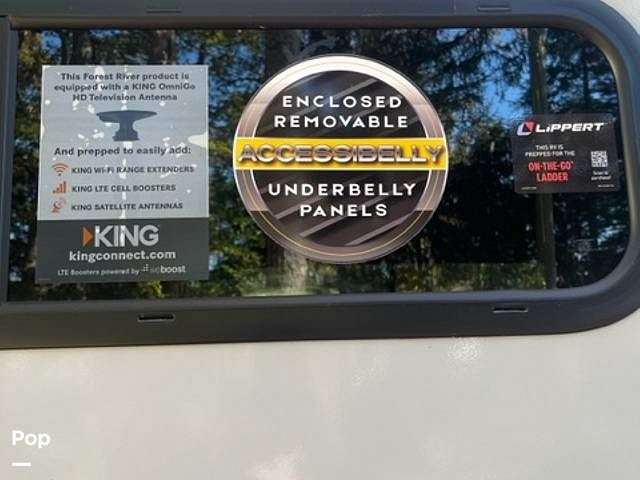 This Forest River product is
equipped with a KING OmniGo
HD Television Antenna
And prepped to easily add:
KING Wi-Fi RANGE EXTENDERS
KING LTE CELL BOOSTERS
KING SATELLITE ANTENNAS
KING
kingconnect.com
LTE Boosters powered by boost
ENCLOSED
REMOVABLE
ACCESSIBELLY
UNDERBELLY
PANELS
LIPPERT
THIS RV IS
PREPPED FOR THE
ON-THE-GO
LADDER
Pop